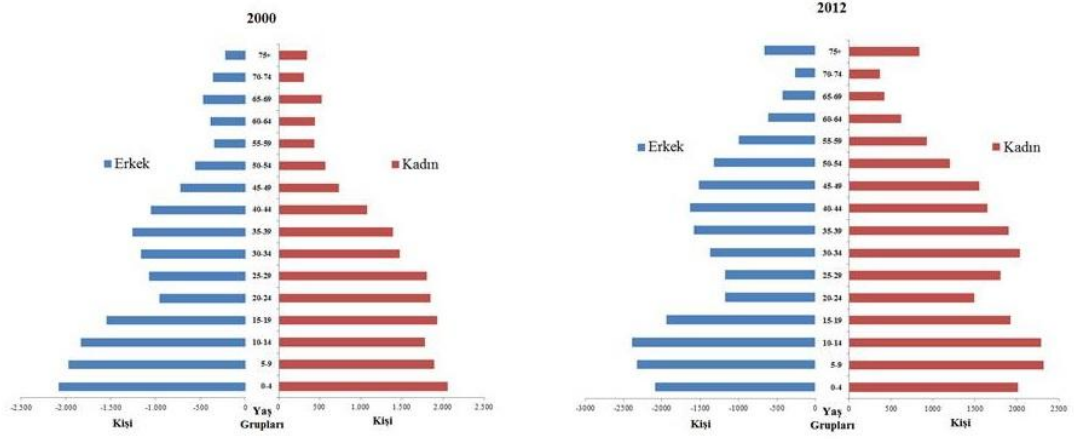 2000
75+
70-74
65-69
60-64
55-59
50-54
45-49
40-44
35-39
30-34
25-29
20-24
15-19
10-14
5-9
0-4
Erkek
Kadın
-2.500 -2.000 -1.500 -1.000 -500 0
0 500 1.000 1.500 2.000 2.500
Kişi
Yaş
Grupları
Kişi
2012
75+
70-74
65-69
60-64
55-59
50-54
45-49
40-44
35-39
30-34
25-29
20-24
15-19
10-14
5-9
0-4
Erkek
Kadın
-3000 -2500 -2000 -1500 -1000 -500 0
0 500 1000 1500 2000 2500
Kişi
Yaş
Grupları
Kişi